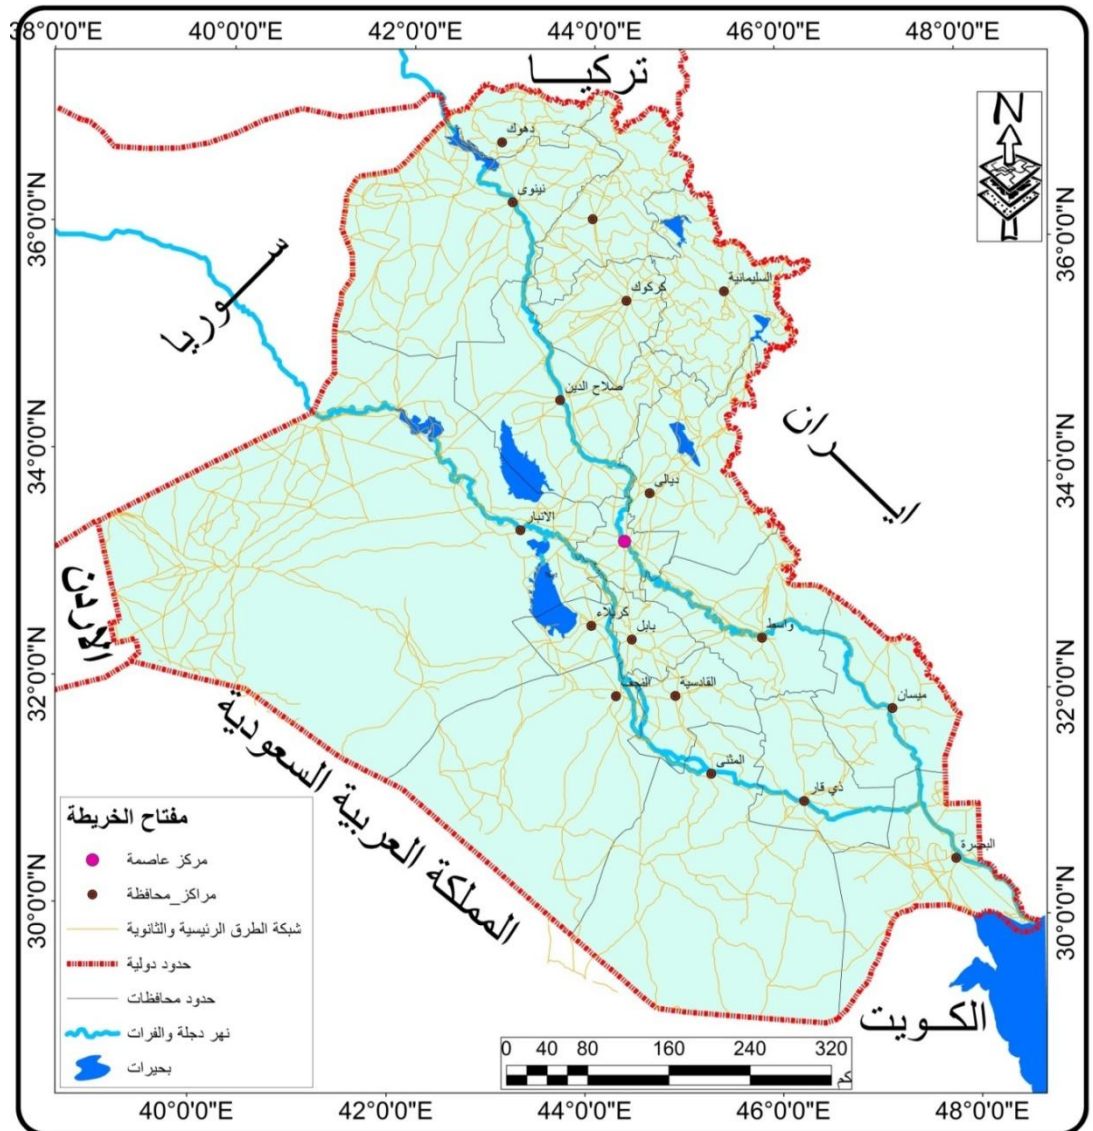 38°0'0"E 40°0'0"E 42°0'0"E 44°0'0"E 46°0'0"E 48°0'0"E
تركيـــا
N
دهوك
نينوى
36°0'0"N
36°0'0"N
ســـوريا
السليمانية
كركوك
صلاح الدين
ايـــران
34°0'0"N
34°0'0"N
ديالى
الانبار
الأردن
كربلاء
بابل
واسط
32°0'0"N
32°0'0"N
النجف
القادسية
ميسان
المملكة العربية السعودية
المثنى
ذي قار
البصرة
30°0'0"N
30°0'0"N
الكـويت
مفتاح الخريطة
مركز عاصمة
مراكز_محافظة
شبكة الطرق الرئيسية والثانوية
حدود دولية
حدود محافظات
نهر دجلة والفرات
بحيرات
0 40 80 160 240 320
كم
40°0'0"E 42°0'0"E 44°0'0"E 46°0'0"E 48°0'0"E